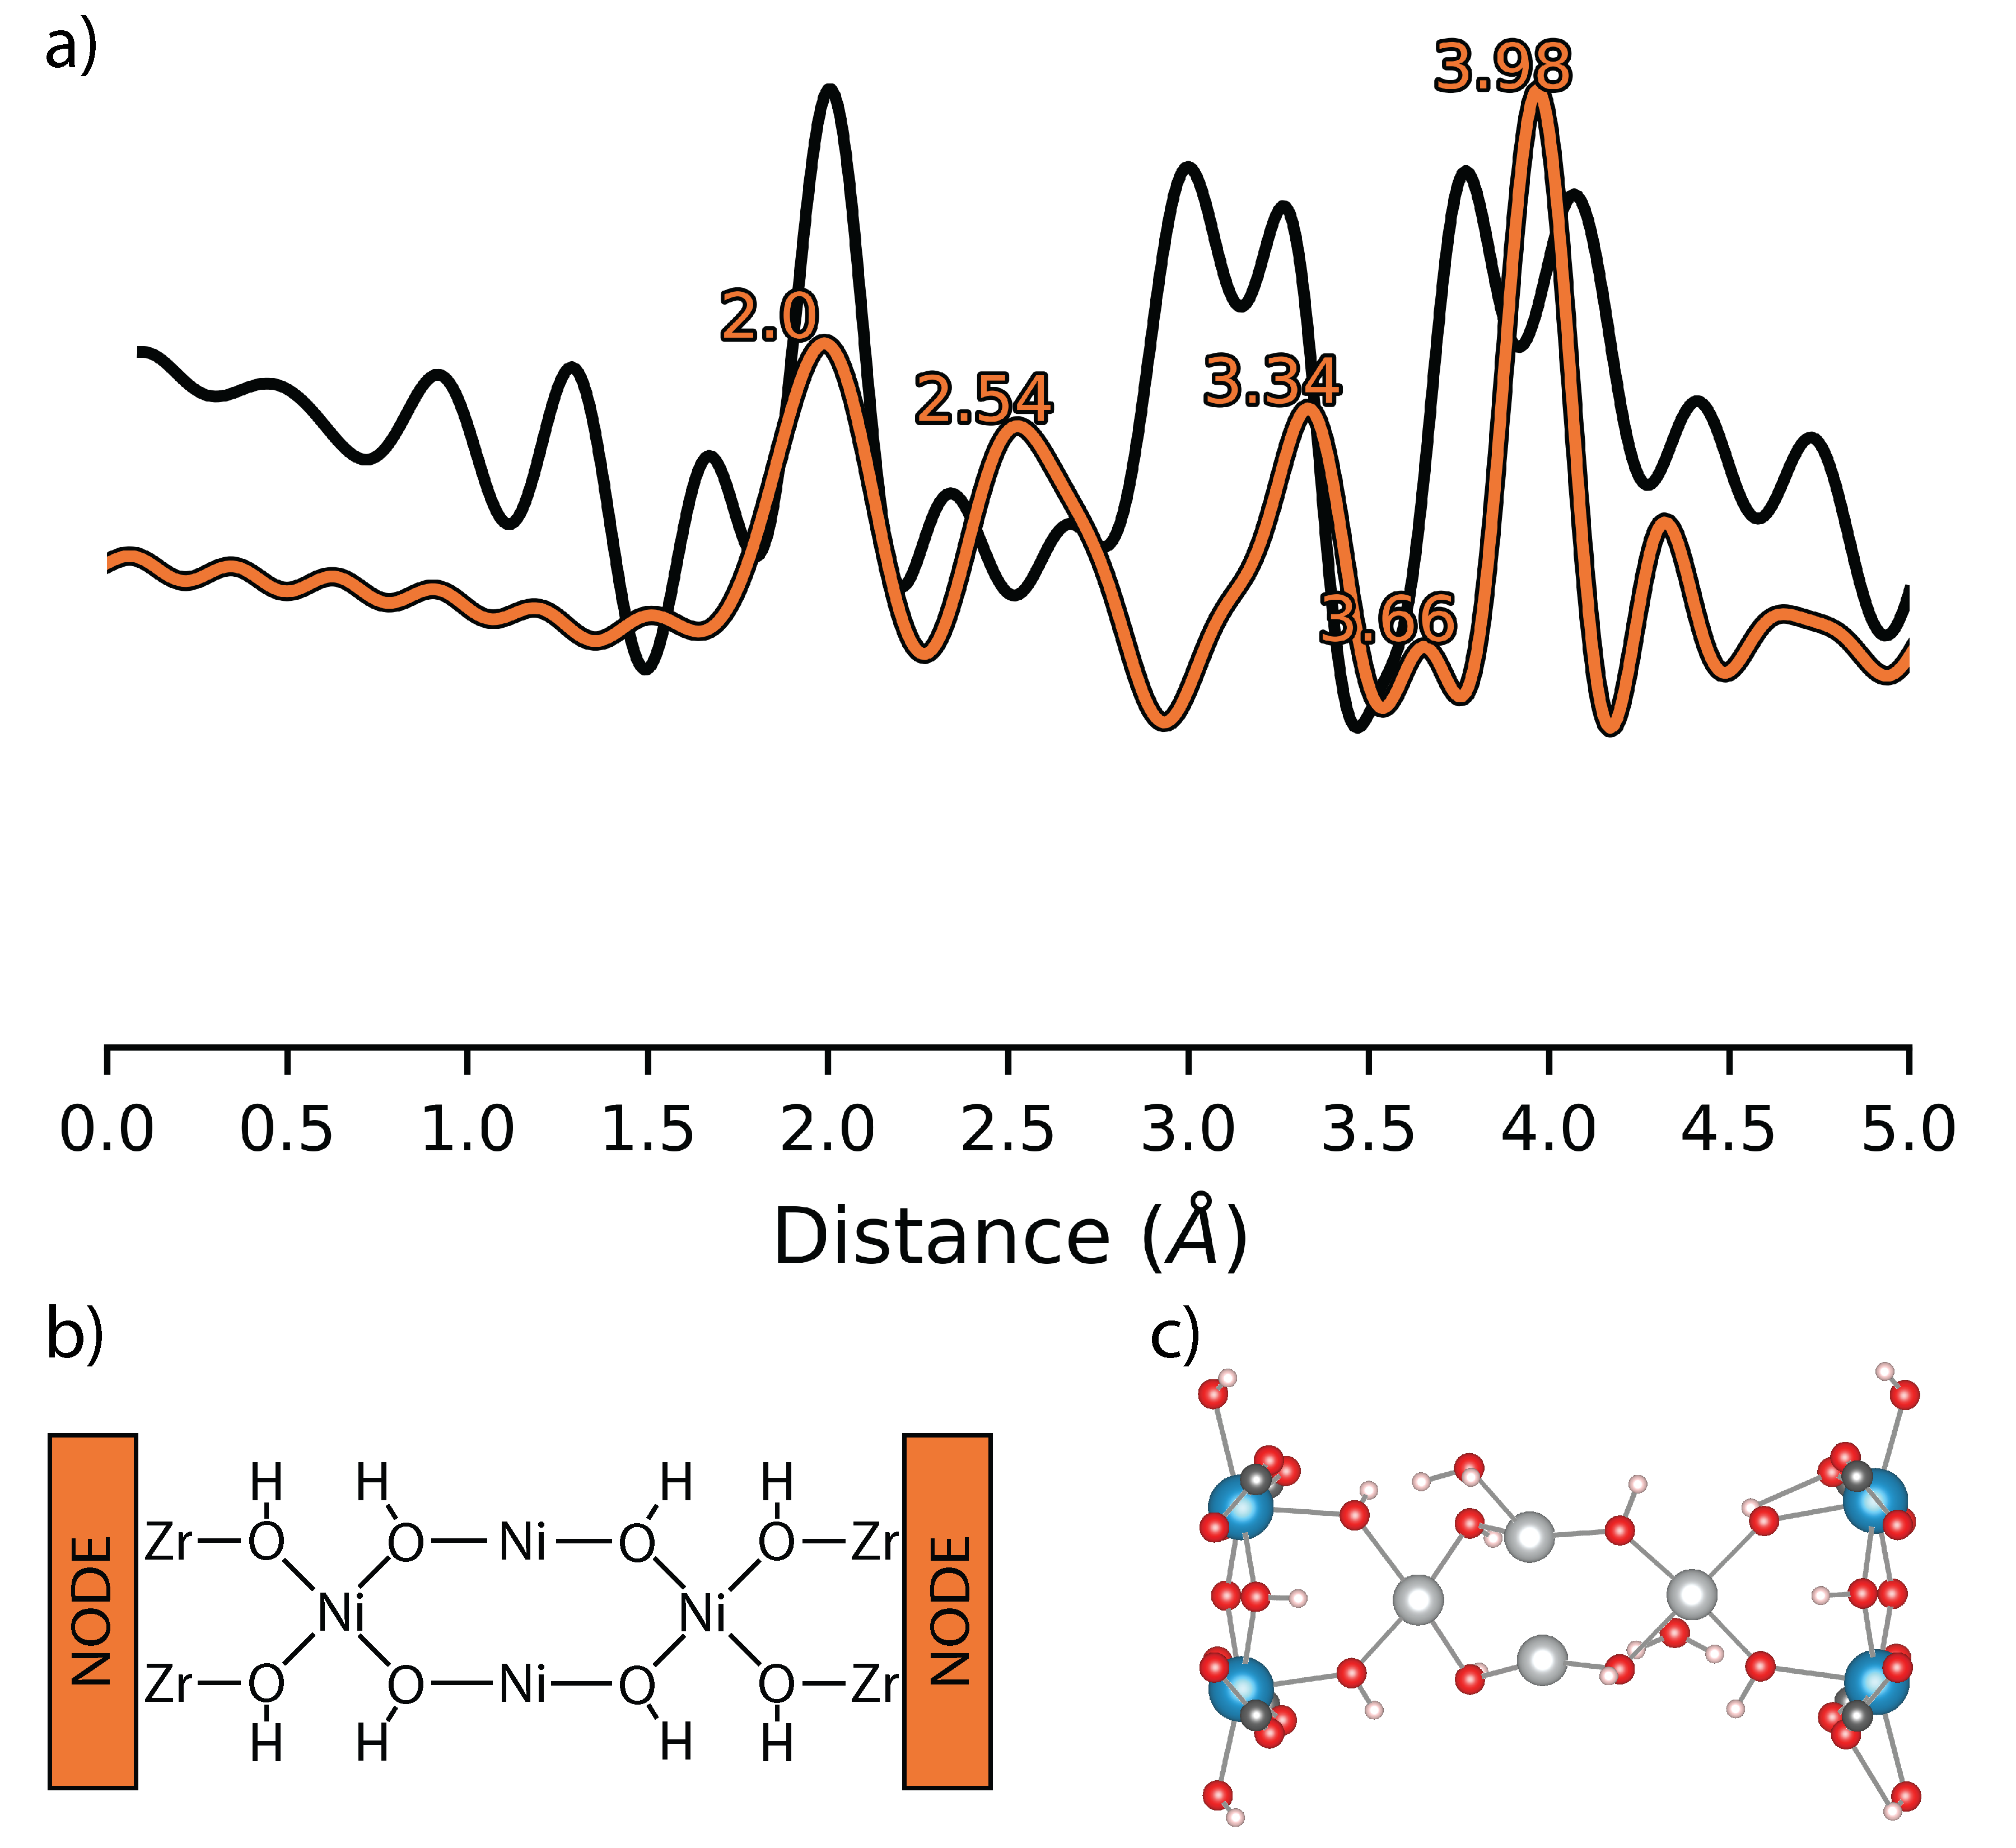 a)
3.98
2.0
2.54
3.34
3.66
0.0 0.5 1.0 1.5 2.0 2.5 3.0 3.5 4.0 4.5 5.0
Distance (Å)
b)
c)
H H H H
Zr O O Ni O O Zr
NODE Ni Ni NODE
Zr O O Ni O O Zr
H H H H